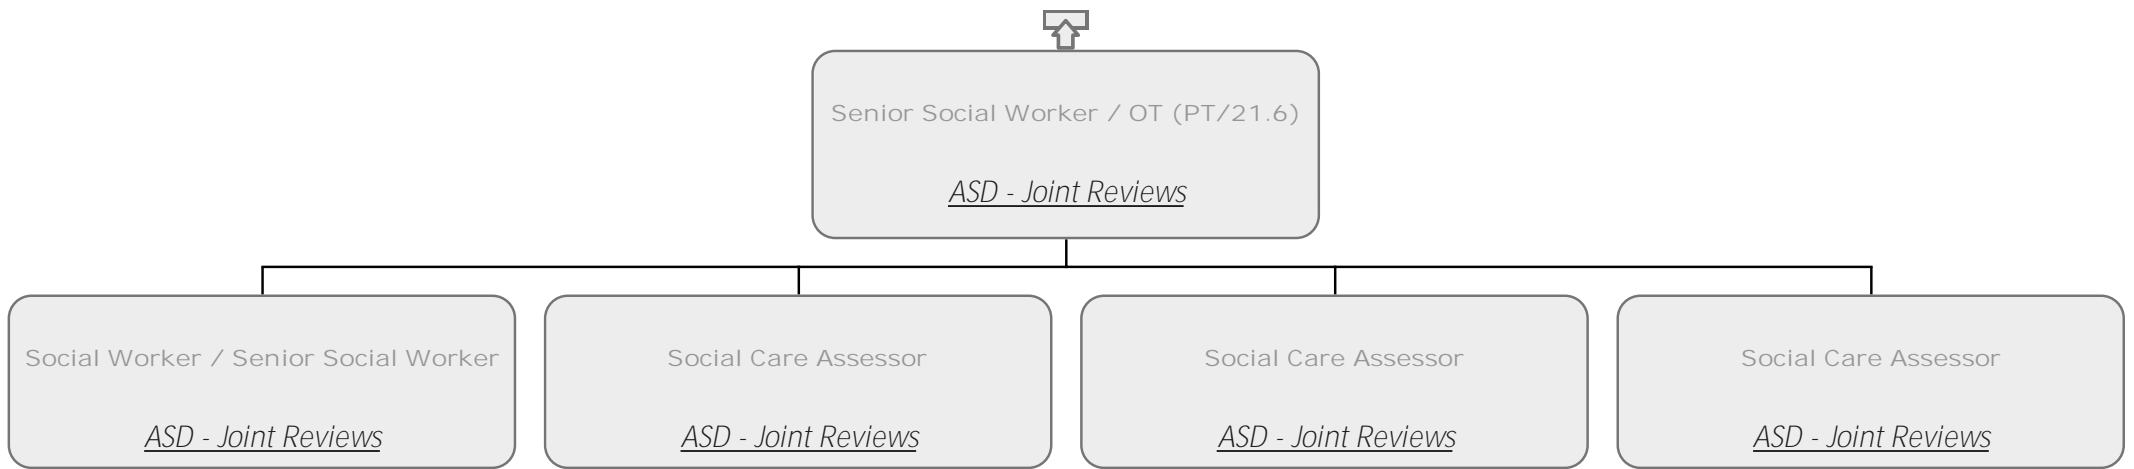 Senior Social Worker / OT (PT/21.6)
ASD - Joint Reviews
Social Worker / Senior Social Worker
ASD - Joint Reviews
Social Care Assessor
ASD - Joint Reviews
Social Care Assessor
ASD - Joint Reviews
Social Care Assessor
ASD - Joint Reviews